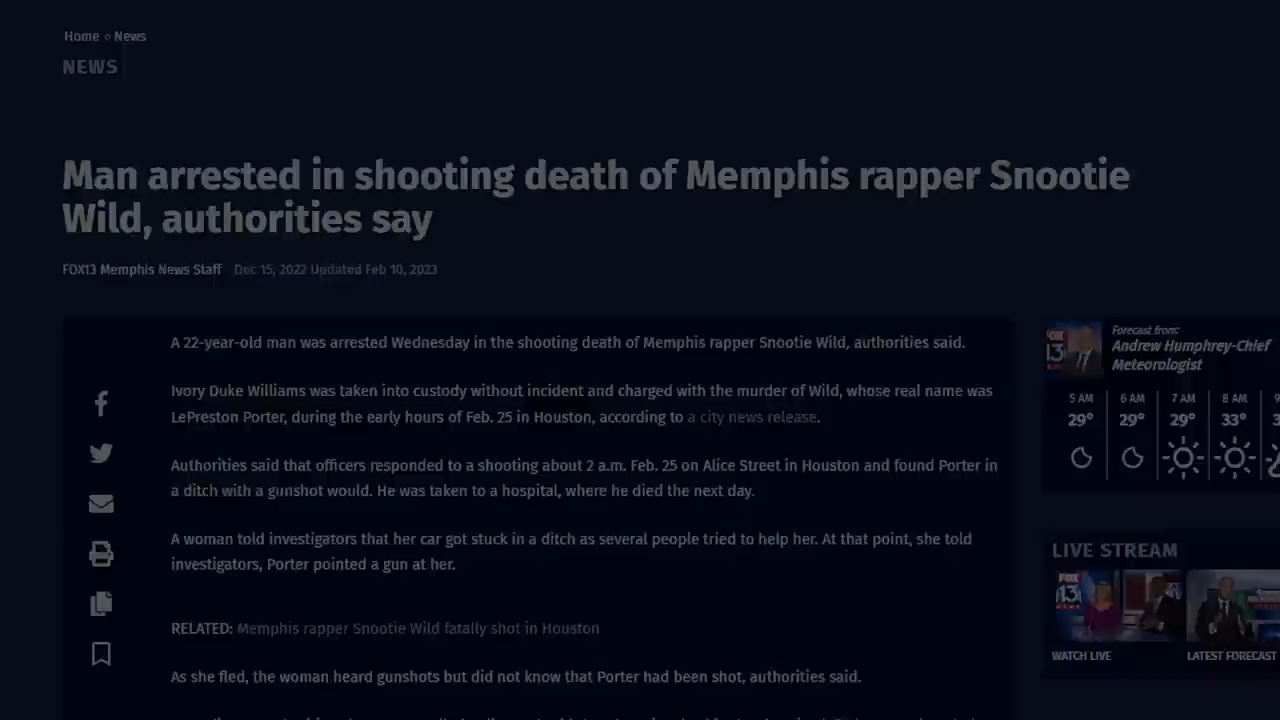 Home
News
NEWS
Man arrested in shooting death of Memphis rapper Snootie
Wild, authorities say
FOX13 Memphis News Staff Dec 15, 2022 Updated Feb 10, 2023
A 22-year-old man was arrested Wednesday in the shooting death of Memphis rapper Snootie Wild, authorities said.
Ivory Duke Williams was taken into custody without incident and charged with the murder of Wild, whose real name was
LePreston Porter, during the early hours of Feb. 25 in Houston, according to a city news release.
Authorities said that officers responded to a shooting about 2 a.m. Feb. 25 on Alice Street in Houston and found Porter in
a ditch with a gunshot would. He was taken to a hospital, where he died the next day.
A woman told investigators that her car got stuck in a ditch as several people tried to help her. At that point, she told
investigators, Porter pointed a gun at her.
RELATED: Memphis rapper Snootie Wild fatally shot in Houston
As she fled, the woman heard gunshots but did not know that Porter had been shot, authorities said.
FOX
13
Forecast from:
Andrew Humphrey-Chief
Meteorologist
5 AM 6 AM 7 AM 8 AM 9
29° 29° 29° 33° 3
LIVE STREAM
FOX
13
WATCH LIVE
LATEST FORECAST